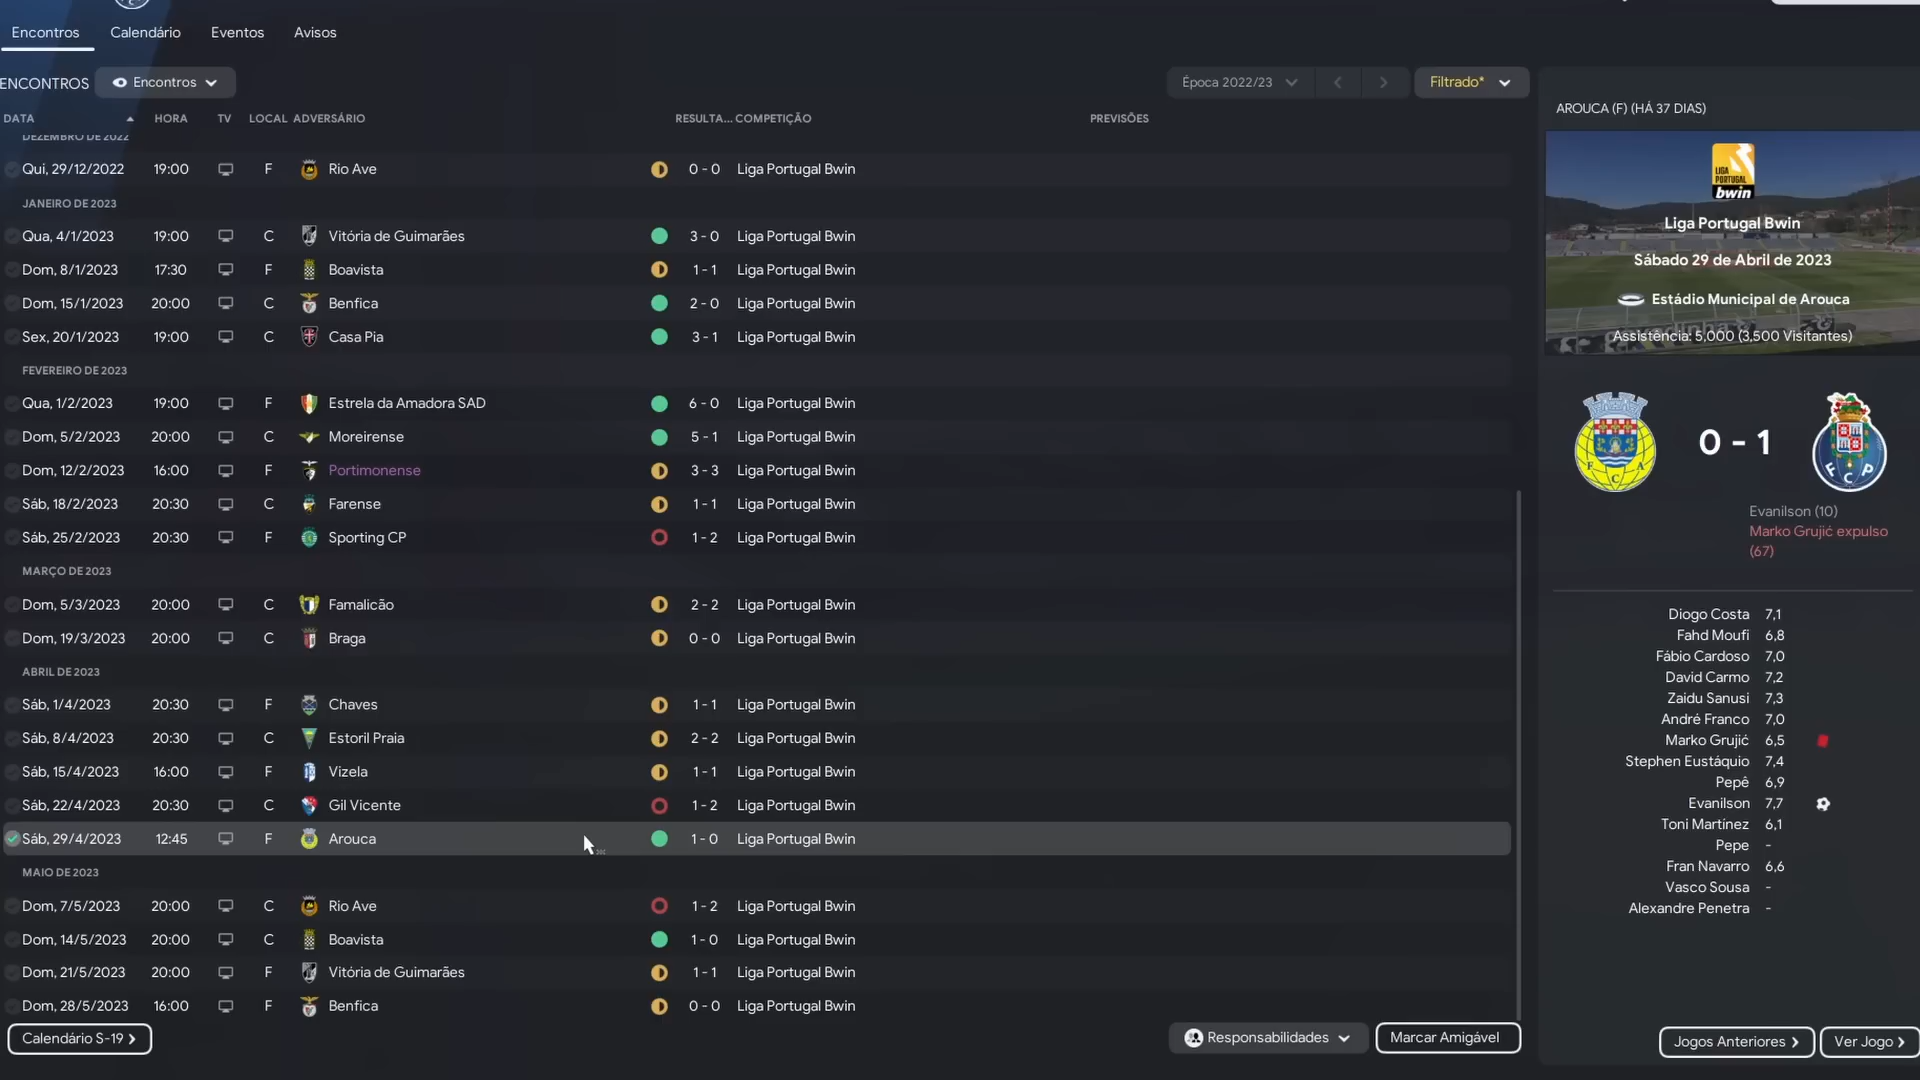 Encontros Calendário Eventos Avisos
ENCONTROS Encontros Época 2022/23 Filtrado*
DATA HORA TV LOCAL ADVERSÁRIO RESULTA... COMPETIÇÃO PREVISÕES
DEZEMBRO DE 2022
Qui, 29/12/2022 19:00 F Rio Ave 0 - 0 Liga Portugal Bwin
JANEIRO DE 2023
Qua, 4/1/2023 19:00 C Vitória de Guimarães 3 - 0 Liga Portugal Bwin
Dom, 8/1/2023 17:30 F Boavista 1 - 1 Liga Portugal Bwin
Dom, 15/1/2023 20:00 C Benfica 2 - 0 Liga Portugal Bwin
Sex, 20/1/2023 19:00 C Casa Pia 3 - 1 Liga Portugal Bwin
FEVEREIRO DE 2023
Qua, 1/2/2023 19:00 F Estrela da Amadora SAD 6 - 0 Liga Portugal Bwin
Dom, 5/2/2023 20:00 C Moreirense 5 - 1 Liga Portugal Bwin
Dom, 12/2/2023 16:00 F Portimonense 3 - 3 Liga Portugal Bwin
Sáb, 18/2/2023 20:30 C Farense 1 - 1 Liga Portugal Bwin
Sáb, 25/2/2023 20:30 F Sporting CP 1 - 2 Liga Portugal Bwin
MARÇO DE 2023
Dom, 5/3/2023 20:00 C Famalicão 2 - 2 Liga Portugal Bwin
Dom, 19/3/2023 20:00 C Braga 0 - 0 Liga Portugal Bwin
ABRIL DE 2023
Sáb, 1/4/2023 20:30 F Chaves 1 - 1 Liga Portugal Bwin
Sáb, 8/4/2023 20:30 C Estoril Praia 2 - 2 Liga Portugal Bwin
Sáb, 15/4/2023 16:00 F Vizela 1 - 1 Liga Portugal Bwin
Sáb, 22/4/2023 20:30 C Gil Vicente 1 - 2 Liga Portugal Bwin
Sáb, 29/4/2023 12:45 F Arouca 1 - 0 Liga Portugal Bwin
MAIO DE 2023
Dom, 7/5/2023 20:00 C Rio Ave 1 - 2 Liga Portugal Bwin
Dom, 14/5/2023 20:00 C Boavista 1 - 0 Liga Portugal Bwin
Dom, 21/5/2023 20:00 F Vitória de Guimarães 1 - 1 Liga Portugal Bwin
Dom, 28/5/2023 16:00 F Benfica 0 - 0 Liga Portugal Bwin
Calendário S-19 Responsabilidades Marcar Amigável
AROUCA (F) (HÁ 37 DIAS)
LIGA
PORTUGAL
bwin
Liga Portugal Bwin
Sábado 29 de Abril de 2023
Estádio Municipal de Arouca
Assistência: 5,000 (3,500 Visitantes)
F C A
0 - 1
F C P
Evanilson (10)
Marko Grujić expulso
(67)
Diogo Costa 7,1
Fahd Moufi 6,8
Fábio Cardoso 7,0
David Carmo 7,2
Zaidu Sanusi 7,3
André Franco 7,0
Marko Grujić 6,5
Stephen Eustáquio 7,4
Pepê 6,9
Evanilson 7,7
Toni Martínez 6,1
Pepe -
Fran Navarro 6,6
Vasco Sousa -
Alexandre Penetra -
Jogos Anteriores Ver Jogo